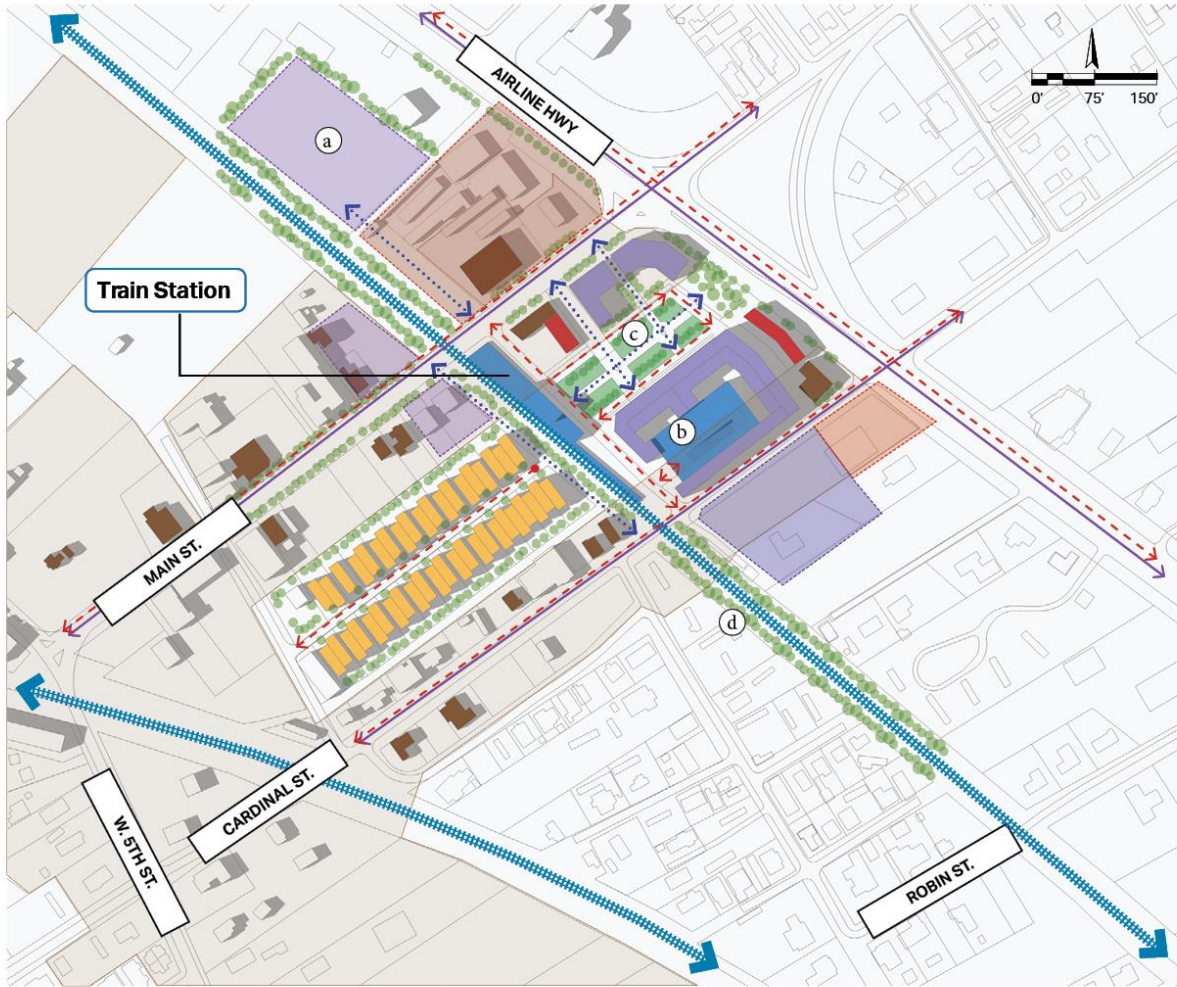 AIRLINE HWY
0' 75' 150'
a
Train Station
c
b
MAIN ST.
d
CARDINAL ST.
W. 5TH ST.
ROBIN ST.